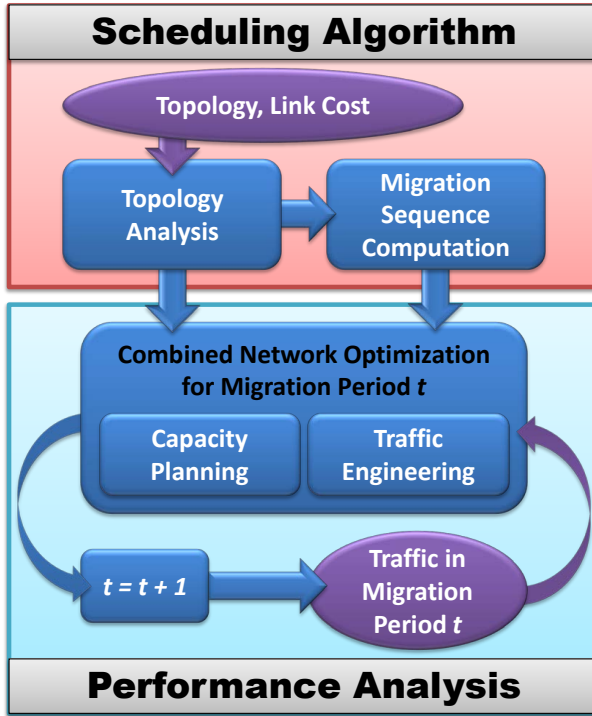 Scheduling Algorithm
Topology, Link Cost
Topology
Analysis
Migration
Sequence
Computation
Combined Network Optimization
for Migration Period t
Capacity
Planning
Traffic
Engineering
t = t + 1
Traffic in
Migration
Period t
Performance Analysis